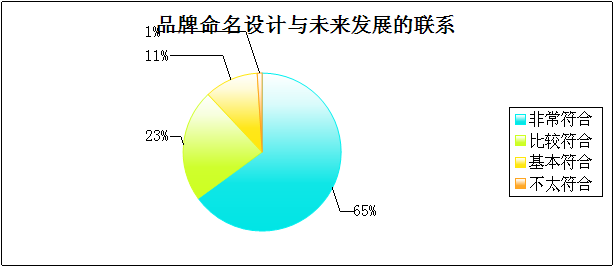 品牌命名设计与未来发展的联系
1%
11%
23%
65%
非常符合
比较符合
基本符合
不太符合